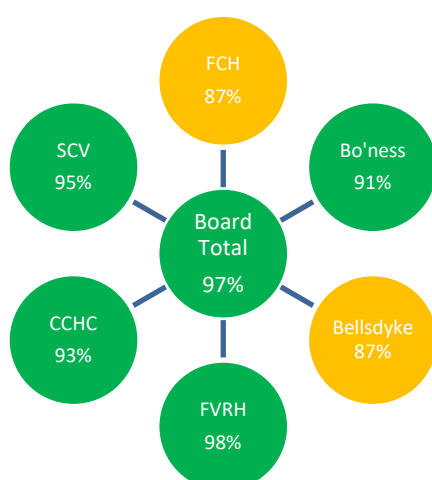 FCH
87%
SCV
95%
Bo'ness
91%
Board
Total
97%
CCHC
93%
Bellsdyke
87%
FVRH
98%